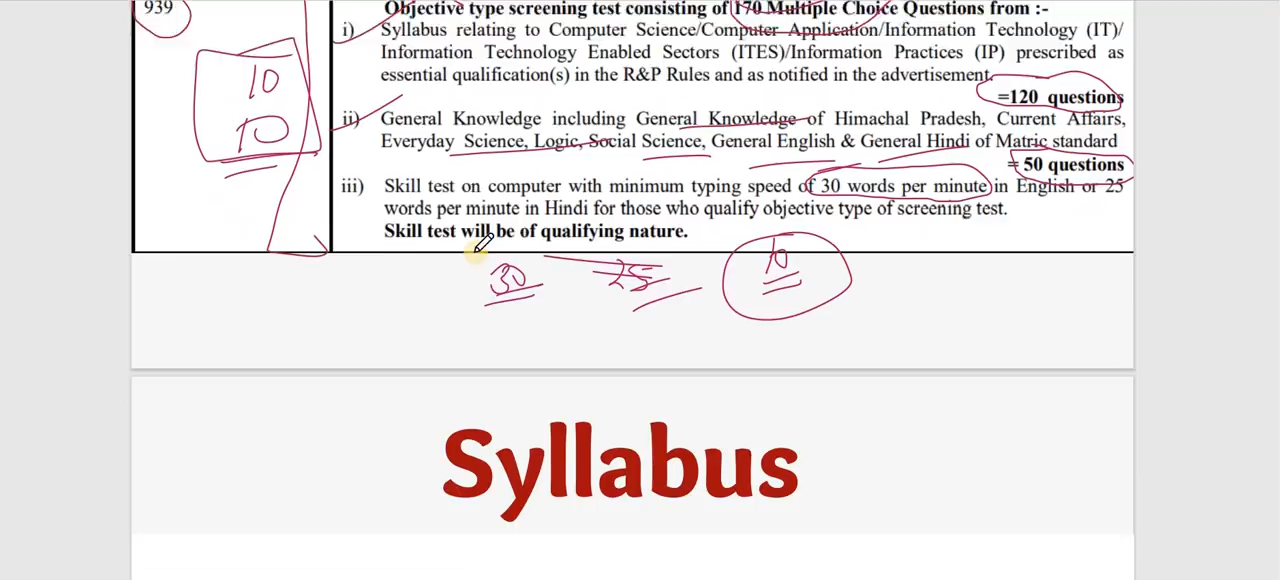 939
Objective type screening test consisting of 170 Multiple Choice Questions from :-
i) Syllabus relating to Computer Science/Computer Application/Information Technology (IT)/
Information Technology Enabled Sectors (ITES)/Information Practices (IP) prescribed as
essential qualification(s) in the R&P Rules and as notified in the advertisement.
=120 questions
10
10
ii) General Knowledge including General Knowledge of Himachal Pradesh, Current Affairs,
Everyday Science, Logic, Social Science, General English & General Hindi of Matric standard
= 50 questions
iii) Skill test on computer with minimum typing speed of 30 words per minute in English or 25
words per minute in Hindi for those who qualify objective type of screening test.
Skill test will be of qualifying nature.
30 25 10
Syllabus